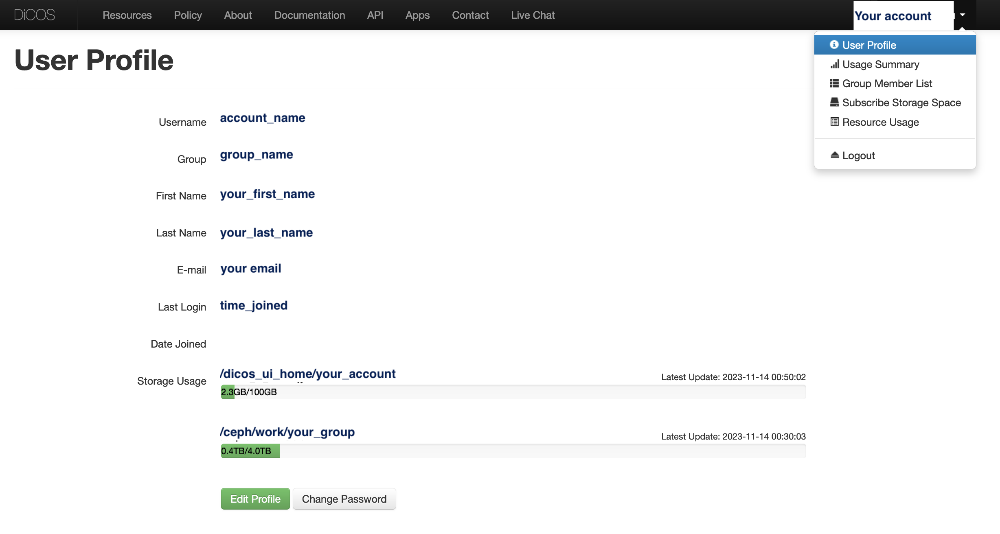 DiCOS Resources Policy About Documentation API Apps Contact Live Chat Your account
User Profile
User Profile
Usage Summary
Group Member List
Subscribe Storage Space
Resource Usage
Logout
Username account_name
Group group_name
First Name your_first_name
Last Name your_last_name
E-mail your email
Last Login time_joined
Date Joined
Storage Usage /dicos_ui_home/your_account Latest Update: 2023-11-14 00:50:02
2.3GB/100GB
/ceph/work/your_group Latest Update: 2023-11-14 00:30:03
0.4TB/4.0TB
Edit Profile Change Password